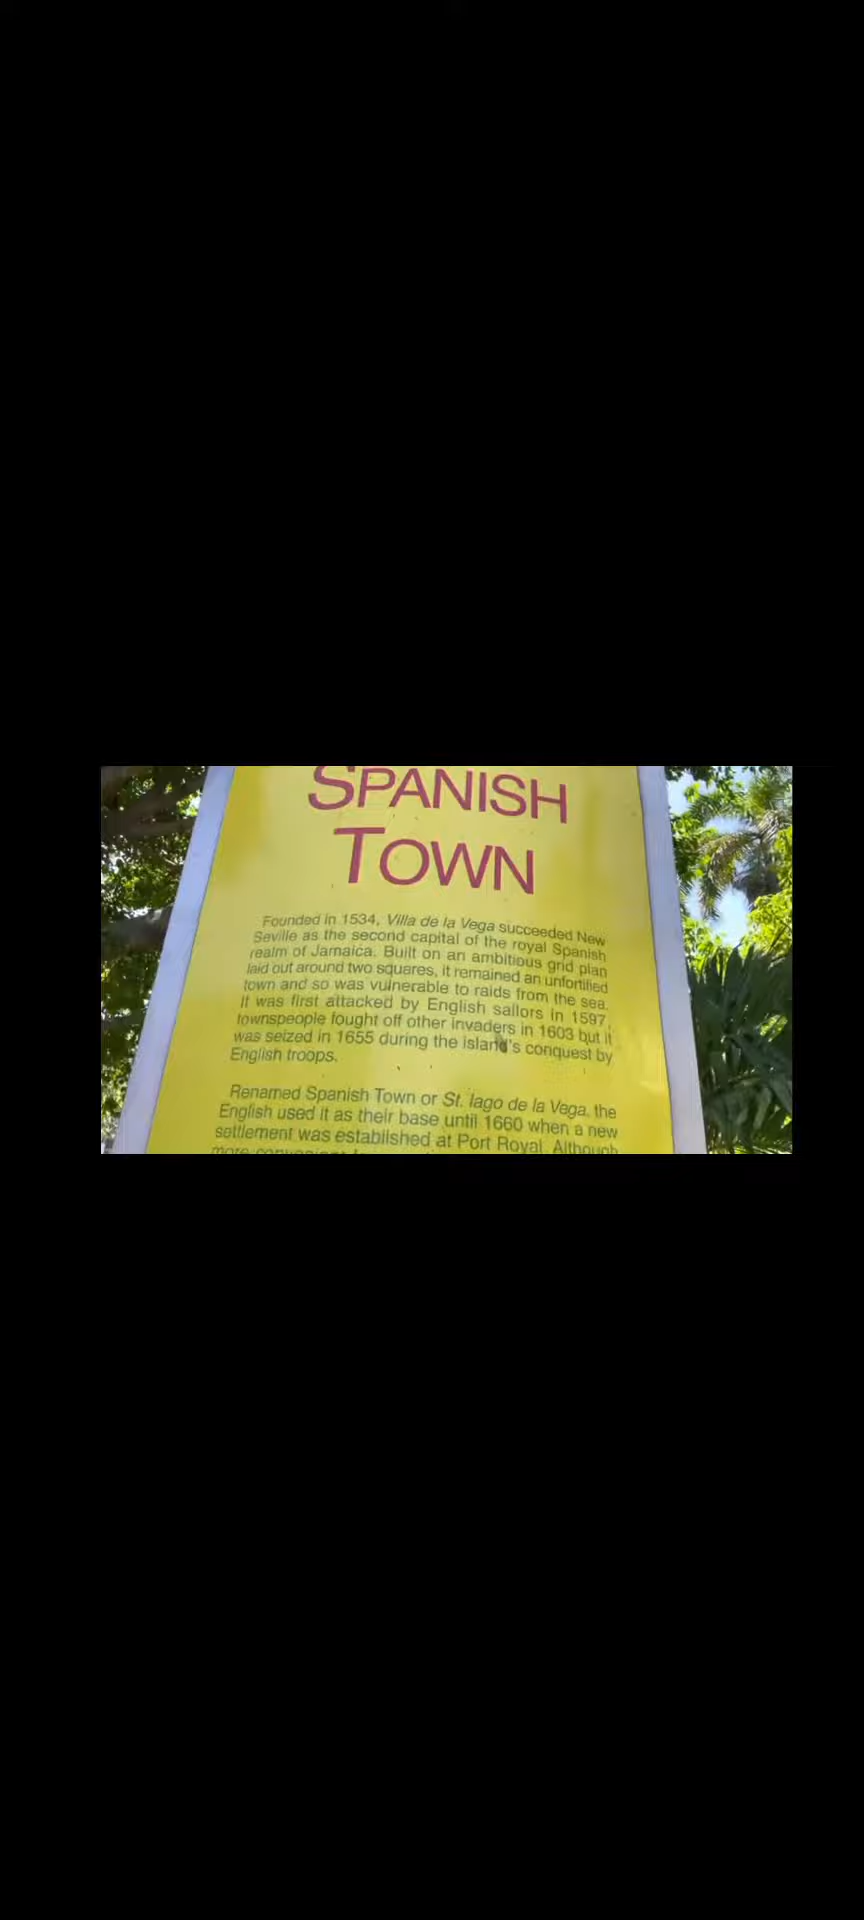 SPANISH
TOWN
Founded in 1534, Villa de la Vega succeeded New
Seville as the second capital of the royal Spanish
realm of Jamaica. Built on an ambitious grid plan
laid out around two squares, it remained an unfortified
town and so was vulnerable to raids from the sea.
It was first attacked by English sailors in 1597;
townspeople fought off other invaders in 1603 but it
was seized in 1655 during the island's conquest by
English troops.
Renamed Spanish Town or St. Iago de la Vega, the
English used it as their base until 1660 when a new
settlement was established at Port Royal. Although
more convenient